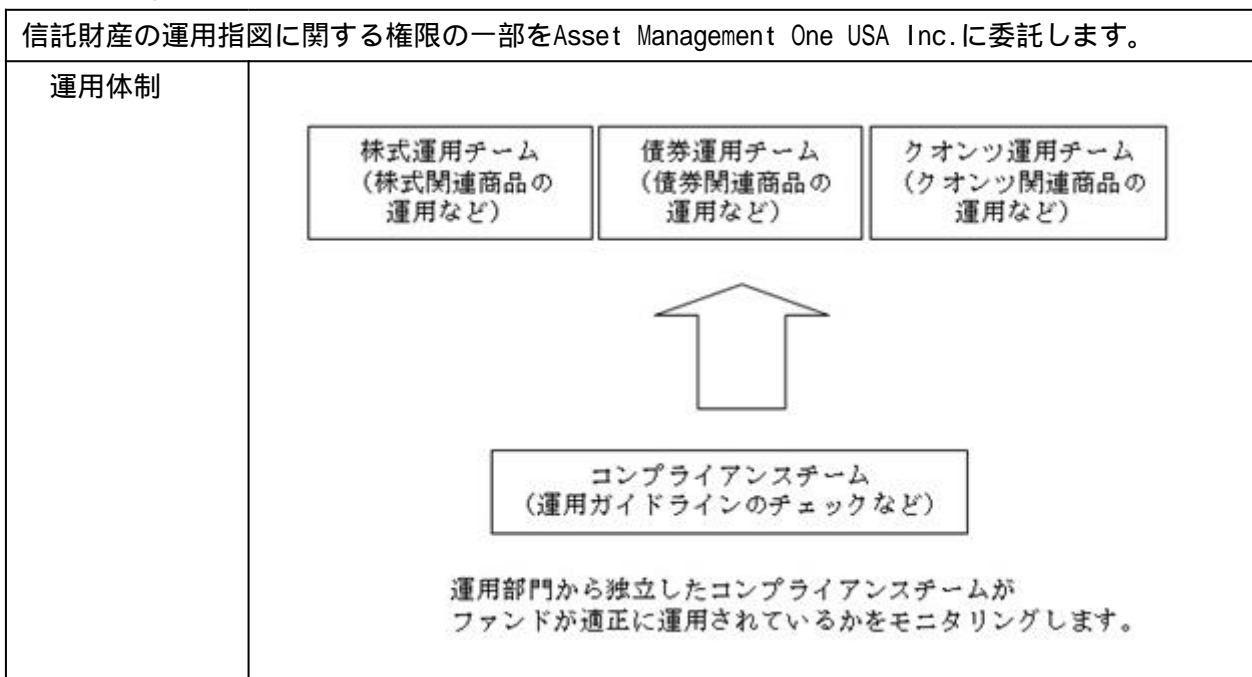 信託財産の運用指図に関する権限の一部をAsset Management One USA Inc.に委託します。
運用体制
株式運用チーム
（株式関連商品の
運用など）
債券運用チーム
（債券関連商品の
運用など）
クオンツ運用チーム
（クオンツ関連商品の
運用など）
コンプライアンスチーム
（運用ガイドラインのチェックなど）
運用部門から独立したコンプライアンスチームが
ファンドが適正に運用されているかをモニタリングします。